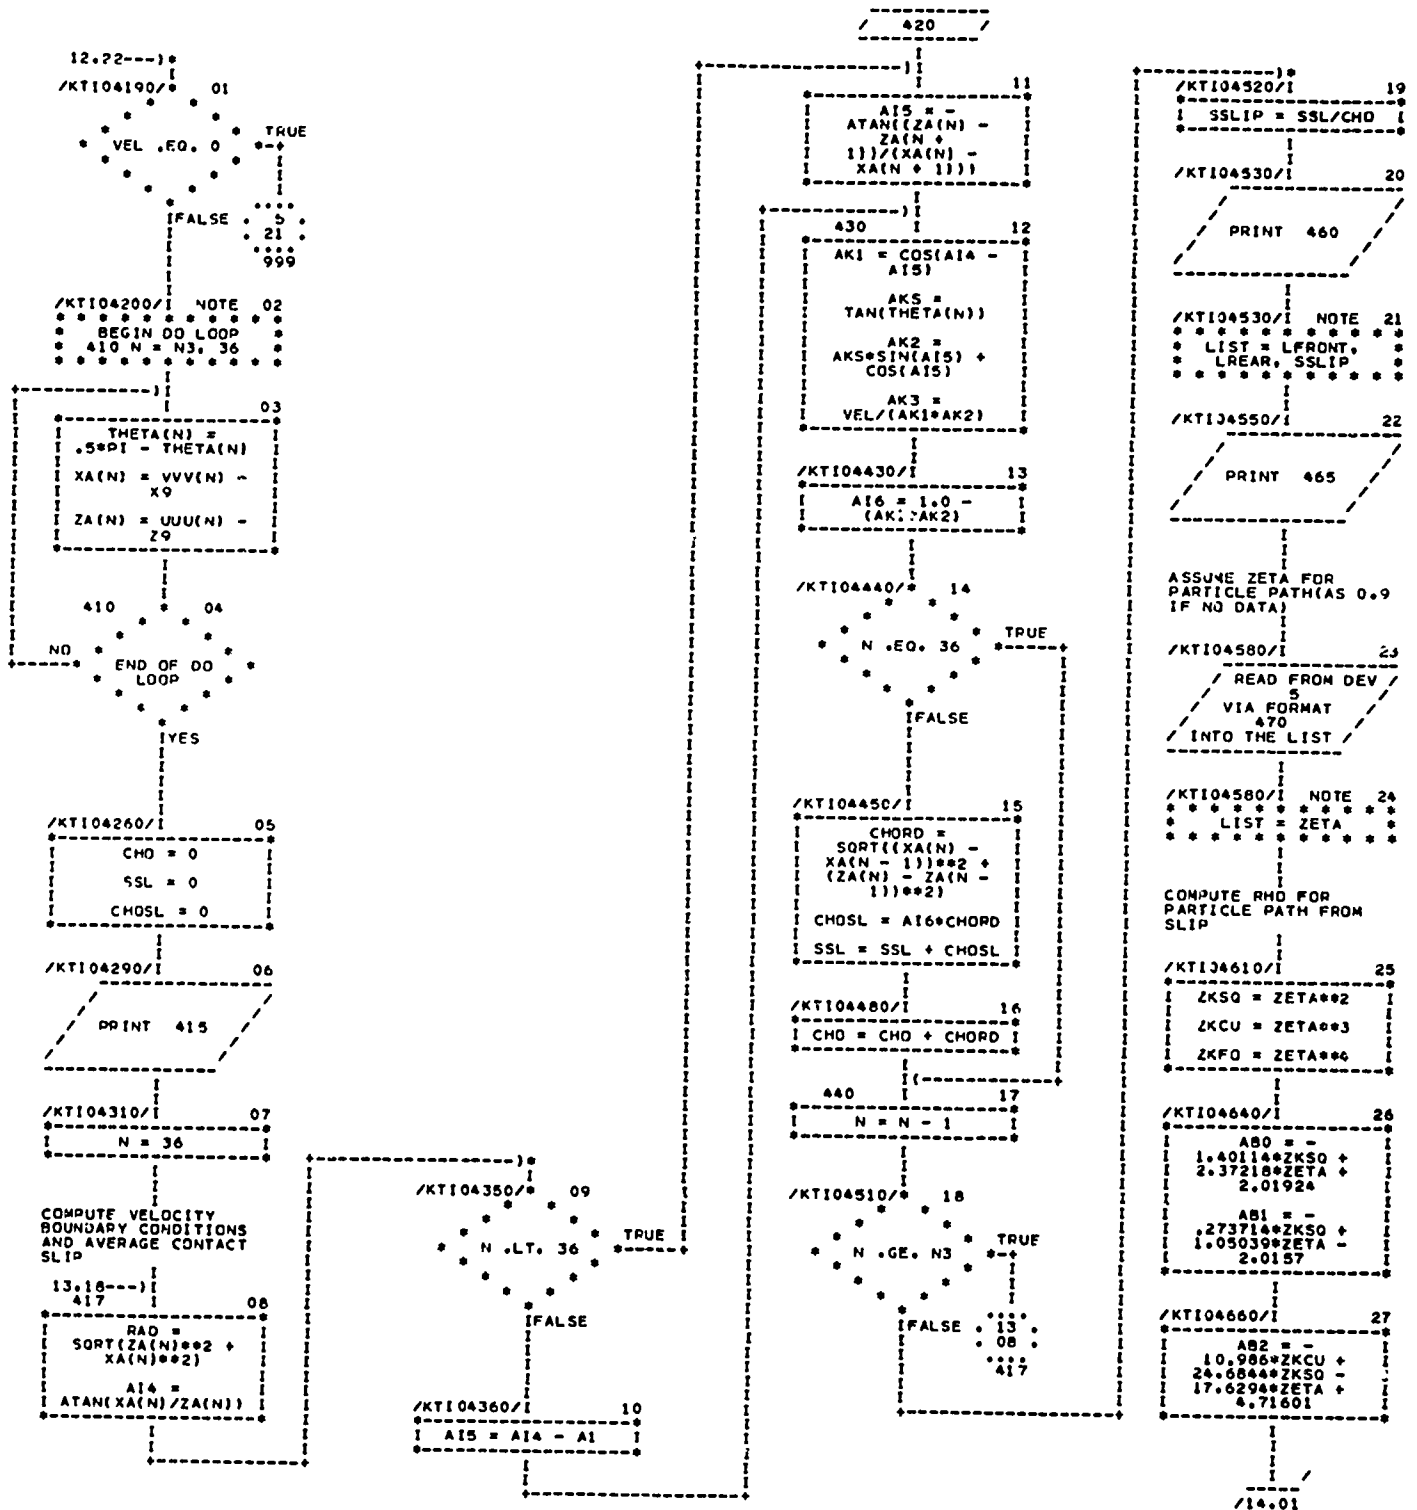 12.22---)*
/KTI04190/* 01
VEL .EQ. 0
TRUE
FALSE
5
21
999
/KTI04200/I NOTE 02
BEGIN DO LOOP
410 N = N3, 36
03
THETA(N) =
.5*PI - THETA(N)
XA(N) = VVV(N) -
X9
ZA(N) = UUU(N) -
Z9
410 * 04
NO
END OF DO
LOOP
YES
/KTI04260/I 05
CHO = 0
SSL = 0
CHOSL = 0
/KTI04290/I 06
PRINT 415
/KTI04310/I 07
N = 36
COMPUTE VELOCITY
BOUNDARY CONDITIONS
AND AVERAGE CONTACT
SLIP
13.18---)I
417 08
RAD =
SQRT(ZA(N)**2 +
XA(N)**2)
AI4 =
ATAN(XA(N)/ZA(N))
/KTI04350/* 09
N .LT. 36
TRUE
FALSE
/KTI04360/I 10
AI5 = AI4 - A1
420
11
AI5 = -
ATAN((ZA(N) -
ZA(N +
1))/(XA(N) -
XA(N + 1)))
430 12
AK1 = COS(AI4 -
AI5)
AKS =
TAN(THETA(N))
AK2 =
AKS*SIN(AI5) +
COS(AI5)
AK3 =
VEL/(AK1*AK2)
/KTI04430/I 13
AI6 = 1.0 -
/KTI04440/* 14
N .EQ. 36
TRUE
FALSE
/KTI04450/I 15
CHORD =
SQRT((XA(N) -
XA(N - 1))**2 +
(ZA(N) - ZA(N -
1))**2)
CHOSL = AI6*CHORD
SSL = SSL + CHOSL
/KTI04480/I 16
CHO = CHO + CHORD
440 17
N = N - 1
/KTI04510/* 18
N .GE. N3
TRUE
FALSE
13
08
417
/KTI04520/I 19
SSLIP = SSL/CHO
/KTI04530/I 20
PRINT 460
/KTI04530/I NOTE 21
LIST = LFRONT,
LREAR, SSLIP
/KTI04550/I 22
PRINT 465
ASSUME ZETA FOR
PARTICLE PATH(AS 0.9
IF NO DATA)
/KTI04580/I 23
READ FROM DEV
5
VIA FORMAT
470
INTO THE LIST
/KTI04580/I NOTE 24
LIST = ZETA
COMPUTE RHO FOR
PARTICLE PATH FROM
SLIP
/KTI04610/I 25
ZKSQ = ZETA**2
ZKCU = ZETA**3
ZKFO = ZETA**4
/KTI04640/I 26
AB0 = -
1.40114*ZKSQ +
2.37218*ZETA +
2.01924
AB1 = -
.273714*ZKSQ +
1.05039*ZETA -
2.0157
/KTI04660/I 27
AB2 = -
10.986*ZKCU +
24.6844*ZKSQ -
17.6294*ZETA +
4.71601
/14.01